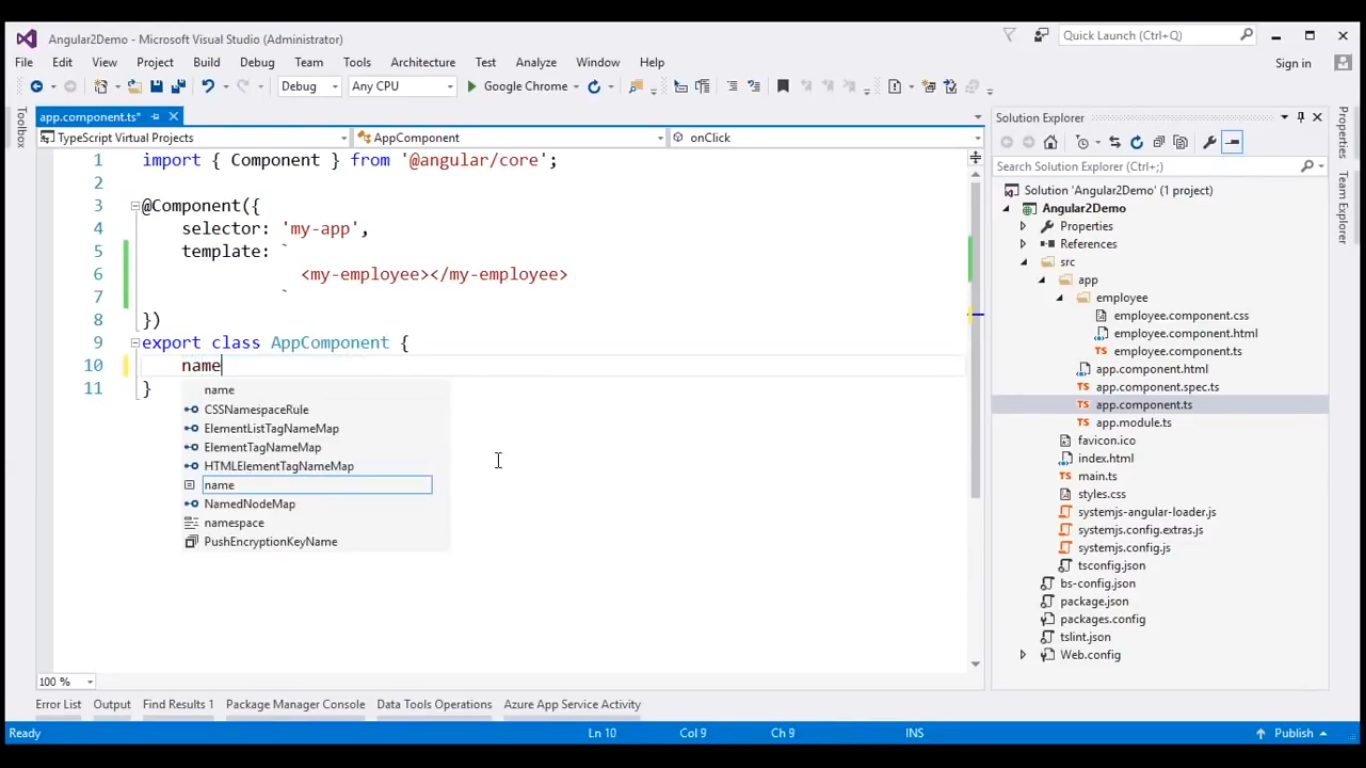 Angular2Demo - Microsoft Visual Studio (Administrator)
Quick Launch (Ctrl+Q)
File Edit View Project Build Debug Team Tools Architecture Test Analyze Window Help
Sign in
Debug Any CPU Google Chrome
Toolbox
app.component.ts*
TypeScript Virtual Projects AppComponent onClick
1 import { Component } from '@angular/core';
2
3 @Component({
4 selector: 'my-app',
5 template: `
6 <my-employee></my-employee>
7 `
8 })
9 export class AppComponent {
10 name
11 }
name
CSSNamespaceRule
ElementListTagNameMap
ElementTagNameMap
HTMLElementTagNameMap
name
NamedNodeMap
namespace
PushEncryptionKeyName
100 %
Error List Output Find Results 1 Package Manager Console Data Tools Operations Azure App Service Activity
Ready Ln 10 Col 9 Ch 9 INS Publish
Solution Explorer
Search Solution Explorer (Ctrl+;)
Solution 'Angular2Demo' (1 project)
Angular2Demo
Properties
References
src
app
employee
employee.component.css
employee.component.html
employee.component.ts
app.component.html
app.component.spec.ts
app.component.ts
app.module.ts
favicon.ico
index.html
main.ts
styles.css
systemjs-angular-loader.js
systemjs.config.extras.js
systemjs.config.js
tsconfig.json
bs-config.json
package.json
packages.config
tslint.json
Web.config
Properties
Team Explorer